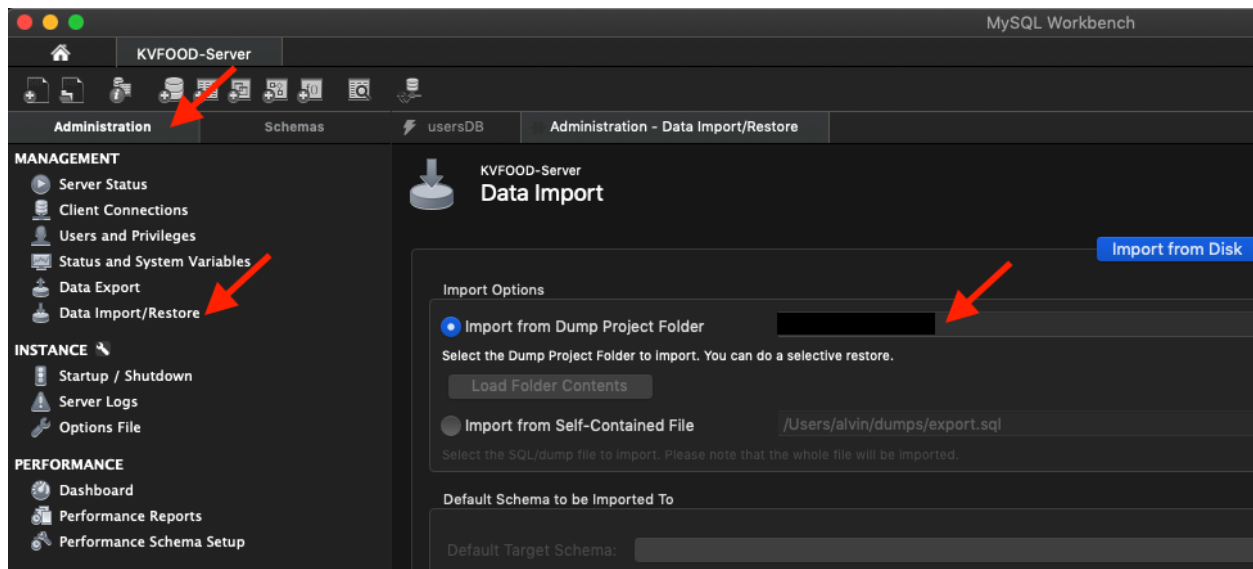 MySQL Workbench
KVFOOD-Server
Administration
Schemas
usersDB
Administration - Data Import/Restore
MANAGEMENT
Server Status
Client Connections
Users and Privileges
Status and System Variables
Data Export
Data Import/Restore
INSTANCE
Startup / Shutdown
Server Logs
Options File
PERFORMANCE
Dashboard
Performance Reports
Performance Schema Setup
KVFOOD-Server
Data Import
Import from Disk
Import Options
Import from Dump Project Folder
Select the Dump Project Folder to import. You can do a selective restore.
Load Folder Contents
Import from Self-Contained File
/Users/alvin/dumps/export.sql
Select the SQL/dump file to import. Please note that the whole file will be imported.
Default Schema to be Imported To
Default Target Schema: